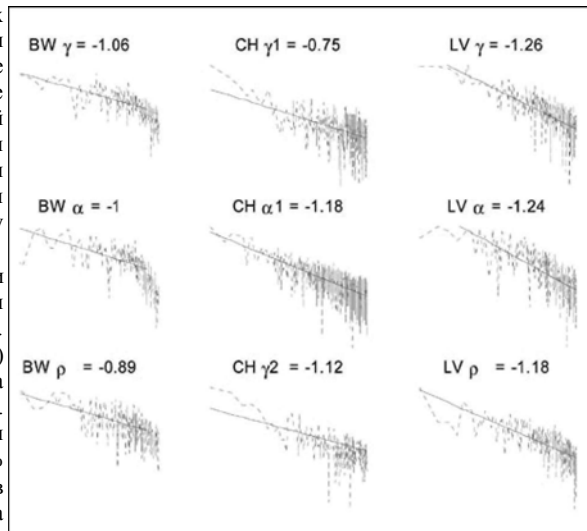 BW γ = -1.06
CH γ1 = -0.75
LV γ = -1.26
BW α = -1
CH α1 = -1.18
LV α = -1.24
BW ρ = -0.89
CH γ2 = -1.12
LV ρ = -1.18